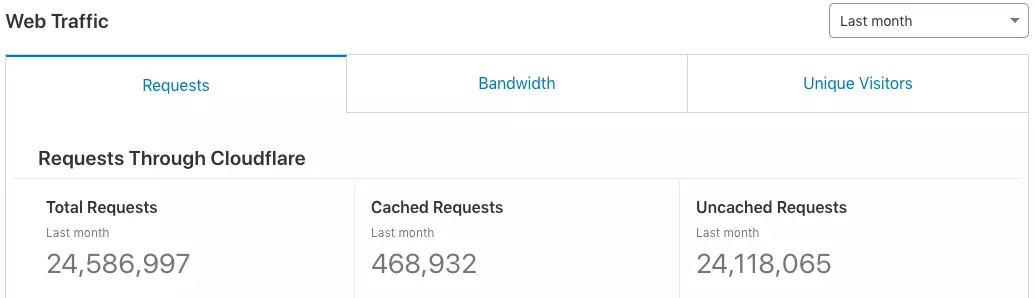 Web Traffic
Last month
Requests
Bandwidth
Unique Visitors
Requests Through Cloudflare
Total Requests
Cached Requests
Uncached Requests
Last month
Last month
Last month
24,586,997
468,932
24,118,065